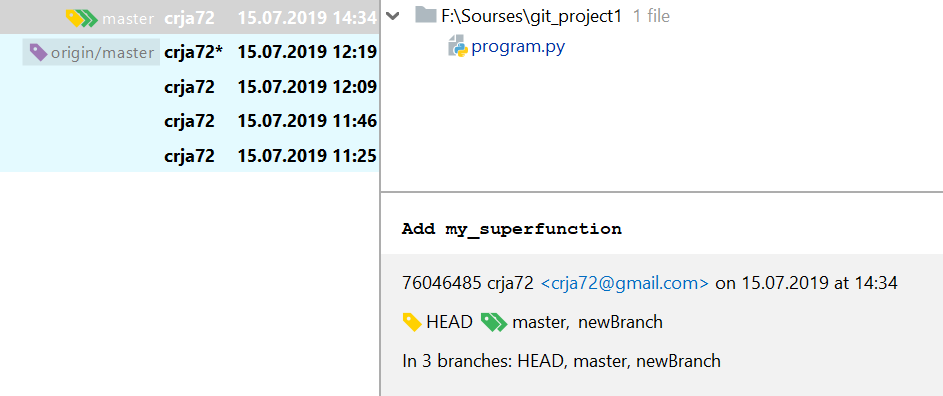 master crja72 15.07.2019 14:34
origin/master crja72* 15.07.2019 12:19
crja72 15.07.2019 12:09
crja72 15.07.2019 11:46
crja72 15.07.2019 11:25
F:\Sourses\git_project1 1 file
program.py
Add my_superfunction
76046485 crja72 <crja72@gmail.com> on 15.07.2019 at 14:34
HEAD master, newBranch
In 3 branches: HEAD, master, newBranch